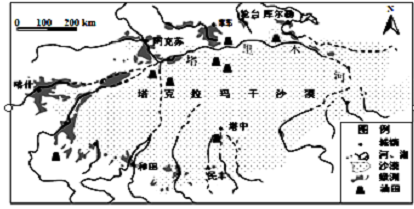 0 100 200 km
N
库车
轮台 库尔勒
阿克苏
塔 里 木 河
喀什
塔 克 拉 玛 干 沙 漠
塔中
和田
民丰
图 例
城镇
河、湖
沙漠
绿洲
油田